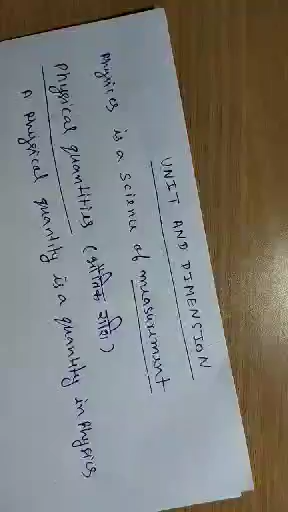 UNIT AND DIMENSION
Physics is a science of measurement
Physical quantities (भौतिक राशि)
A Physical quantity is a quantity in Physics